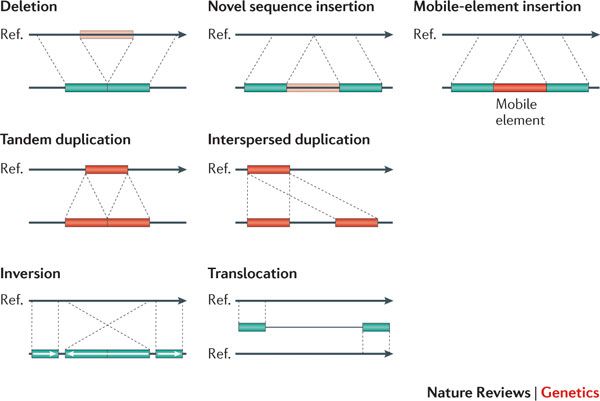 Deletion
Ref.
Novel sequence insertion
Ref.
Mobile-element insertion
Ref.
Mobile
element
Tandem duplication
Ref.
Interspersed duplication
Ref.
Inversion
Ref.
Translocation
Ref.
Ref.
Nature Reviews | Genetics